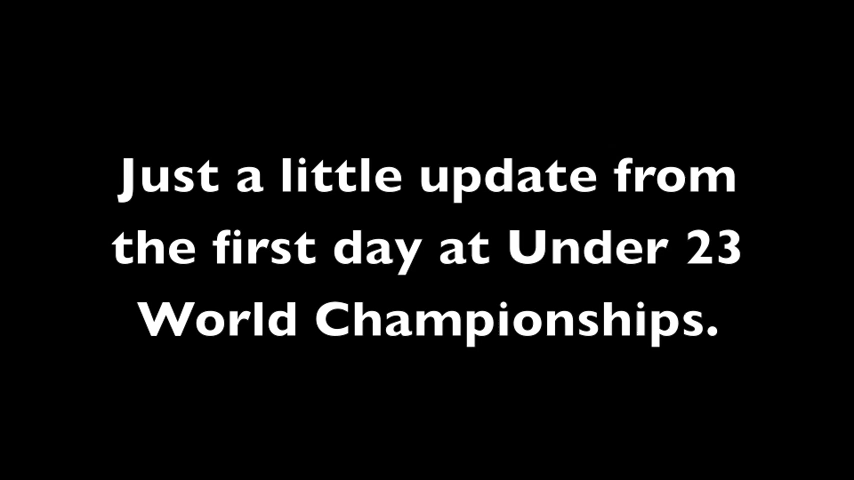 Just a little update from
the first day at Under 23
World Championships.